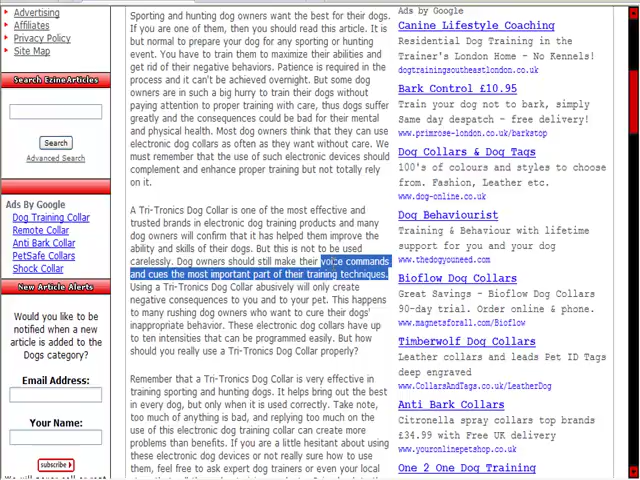 Advertising
Affiliates
Privacy Policy
Site Map
Search EzineArticles
Search
Advanced Search
Ads By Google
Dog Training Collar
Remote Collar
Anti Bark Collar
PetSafe Collars
Shock Collar
New Article Alerts
Would you like to be
notified when a new
article is added to the
Dogs category?
Email Address:
Your Name:
subscribe
We will never sell or rent
Sporting and hunting dog owners want the best for their dogs.
If you are one of them, then you should read this article. It is
but normal to prepare your dog for any sporting or hunting
event. You have to train them to maximize their abilities and
get rid of their negative behaviors. Patience is required in the
process and it can't be achieved overnight. But some dog
owners are in such a big hurry to train their dogs without
paying attention to proper training with care, thus dogs suffer
greatly and the consequences could be bad for their mental
and physical health. Most dog owners think that they can use
electronic dog collars as often as they want without care. We
must remember that the use of such electronic devices should
complement and enhance proper training but not totally rely
on it.
A Tri-Tronics Dog Collar is one of the most effective and
trusted brands in electronic dog training products and many
dog owners will confirm that it has helped them improve the
ability and skills of their dogs. But this is not to be used
carelessly. Dog owners should still make their voice commands
and cues the most important part of their training techniques.
Using a Tri-Tronics Dog Collar abusively will only create
negative consequences to you and to your pet. This happens
to many rushing dog owners who want to cure their dogs'
inappropriate behavior. These electronic dog collars have up
to ten intensities that can be programmed easily. But how
should you really use a Tri-Tronics Dog Collar properly?
Remember that a Tri-Tronics Dog Collar is very effective in
training sporting and hunting dogs. It helps bring out the best
in every dog, but only when it is used correctly. Take note,
too much of anything is bad, and replying too much on the
use of this electronic dog training collar can create more
problems than benefits. If you are a little hesitant about using
these electronic dog devices or not really sure how to use
them, feel free to ask expert dog trainers or even your local
Ads by Google
Canine Lifestyle Coaching
Residential Dog Training in the
Trainer's London Home - No Kennels!
dogtrainingsoutheastlondon.co.uk
Bark Control £10.95
Train your dog not to bark, simply
Same day despatch - free delivery!
www.primrose-london.co.uk/barkstop
Dog Collars & Dog Tags
100's of colours and styles to choose
from. Fashion, Leather etc.
www.dog-online.co.uk
Dog Behaviourist
Training & Behaviour with lifetime
support for you and your dog
www.thedogyouneed.com
Bioflow Dog Collars
Great Savings - Bioflow Dog Collars
90-day trial. Order online & phone.
www.magnetsforall.com/Bioflow
Timberwolf Dog Collars
Leather collars and leads Pet ID Tags
deep engraved
www.CollarsAndTags.co.uk/LeatherDog
Anti Bark Collars
Citronella spray collars top brands
£34.99 with Free UK delivery
www.youronlinepetshop.co.uk
One 2 One Dog Training